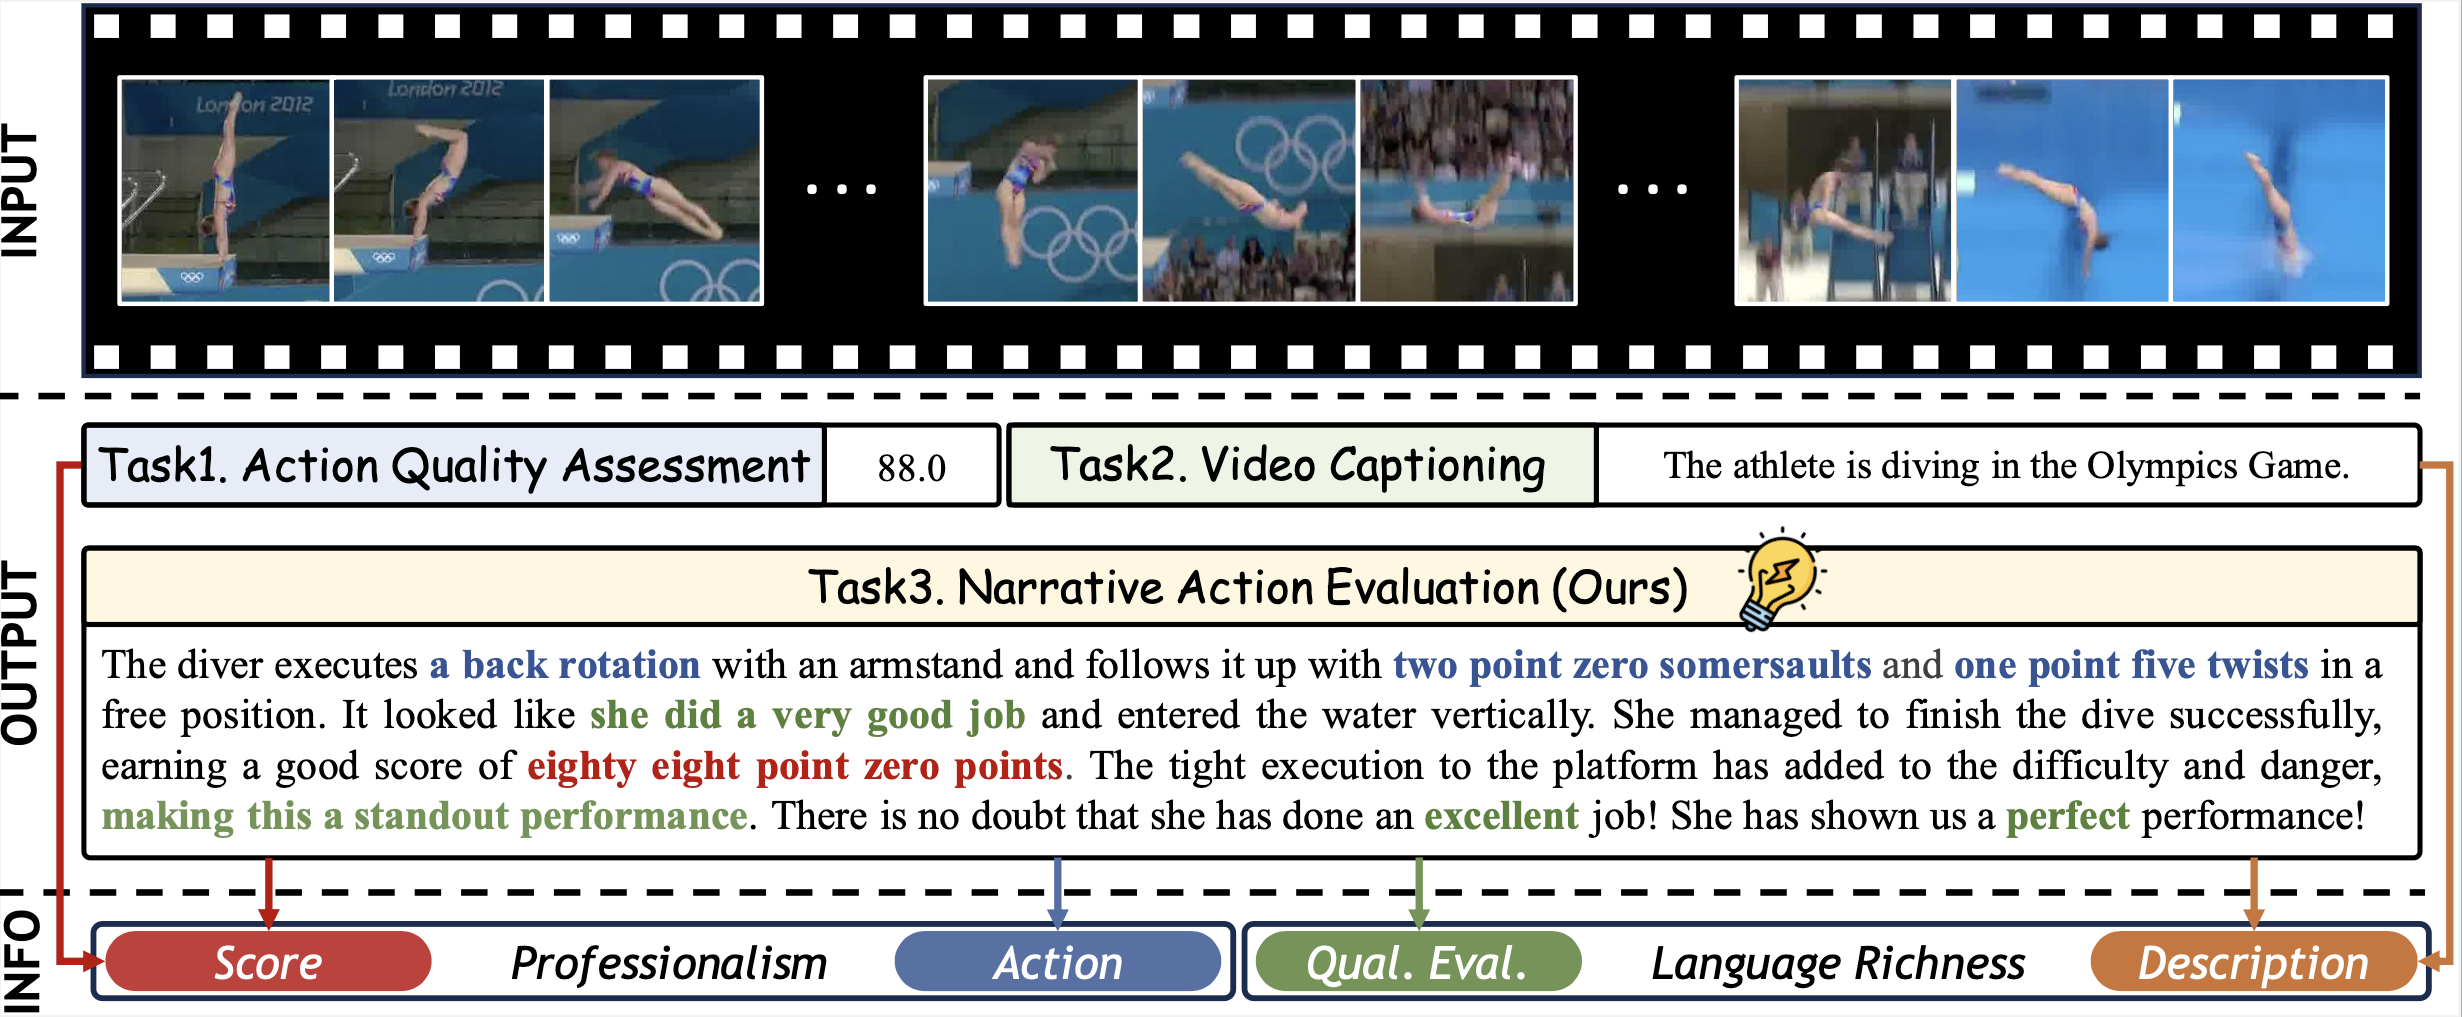 INPUT
London 2012
London 2012
... ...
Task1. Action Quality Assessment 88.0 Task2. Video Captioning The athlete is diving in the Olympics Game.
OUTPUT
Task3. Narrative Action Evaluation (Ours)
The diver executes a back rotation with an armstand and follows it up with two point zero somersaults and one point five twists in a
free position. It looked like she did a very good job and entered the water vertically. She managed to finish the dive successfully,
earning a good score of eighty eight point zero points. The tight execution to the platform has added to the difficulty and danger,
making this a standout performance. There is no doubt that she has done an excellent job! She has shown us a perfect performance!
INFO
Score Professionalism Action Qual. Eval. Language Richness Description